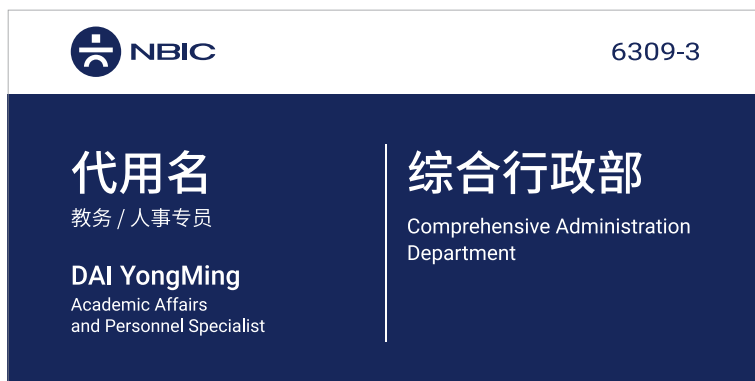 NBIC
6309-3
代用名
教务 / 人事专员
DAI YongMing
Academic Affairs
and Personnel Specialist
综合行政部
Comprehensive Administration
Department